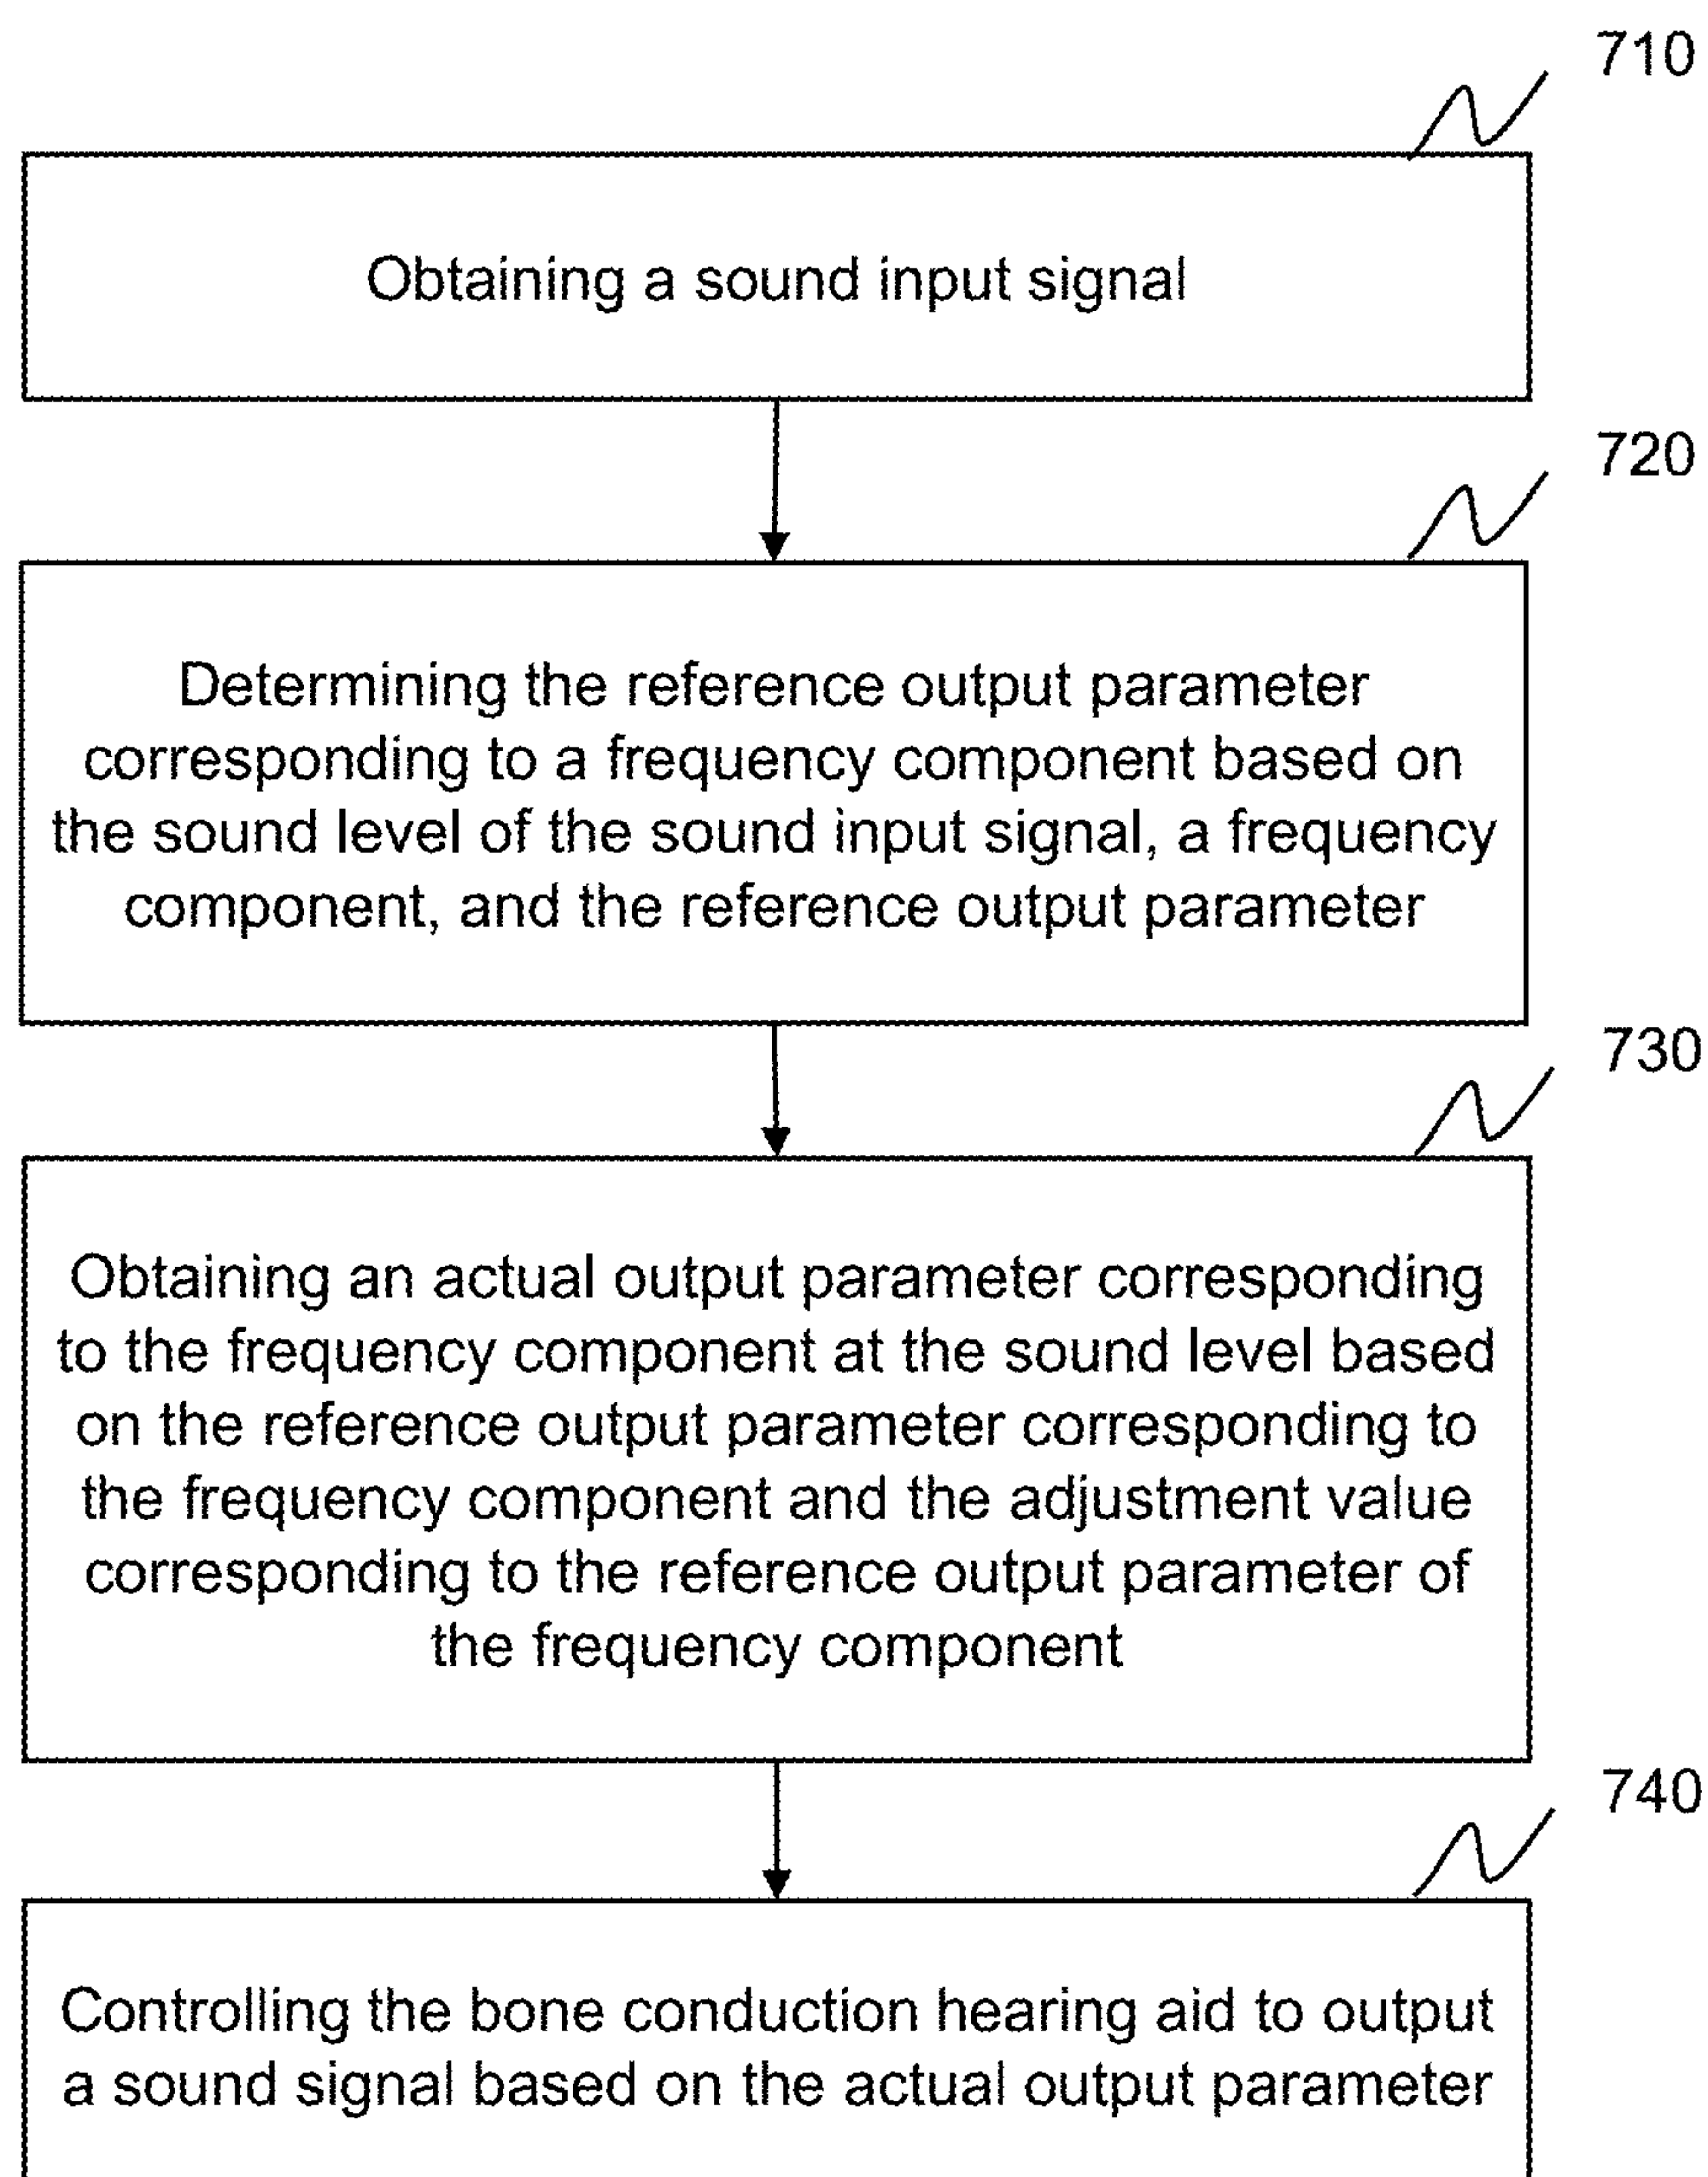 710
Obtaining a sound input signal
720
Determining the reference output parameter
corresponding to a frequency component based on
the sound level of the sound input signal, a frequency
component, and the reference output parameter
730
Obtaining an actual output parameter corresponding
to the frequency component at the sound level based
on the reference output parameter corresponding to
the frequency component and the adjustment value
corresponding to the reference output parameter of
the frequency component
740
Controlling the bone conduction hearing aid to output
a sound signal based on the actual output parameter